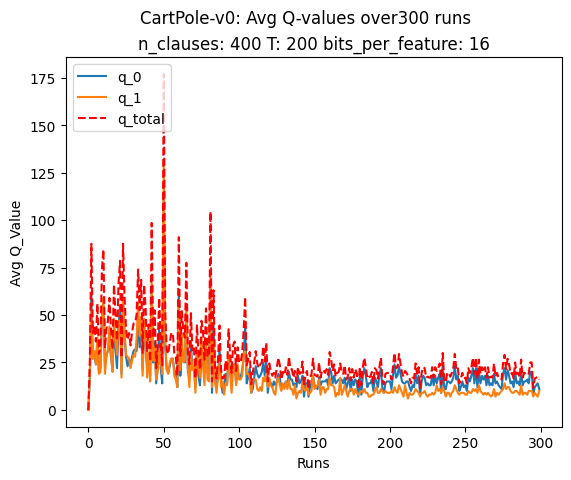 CartPole-v0: Avg Q-values over300 runs
n_clauses: 400 T: 200 bits_per_feature: 16
q_0
q_1
q_total
Avg Q_Value
175
150
125
100
75
50
25
0
0 50 100 150 200 250 300
Runs